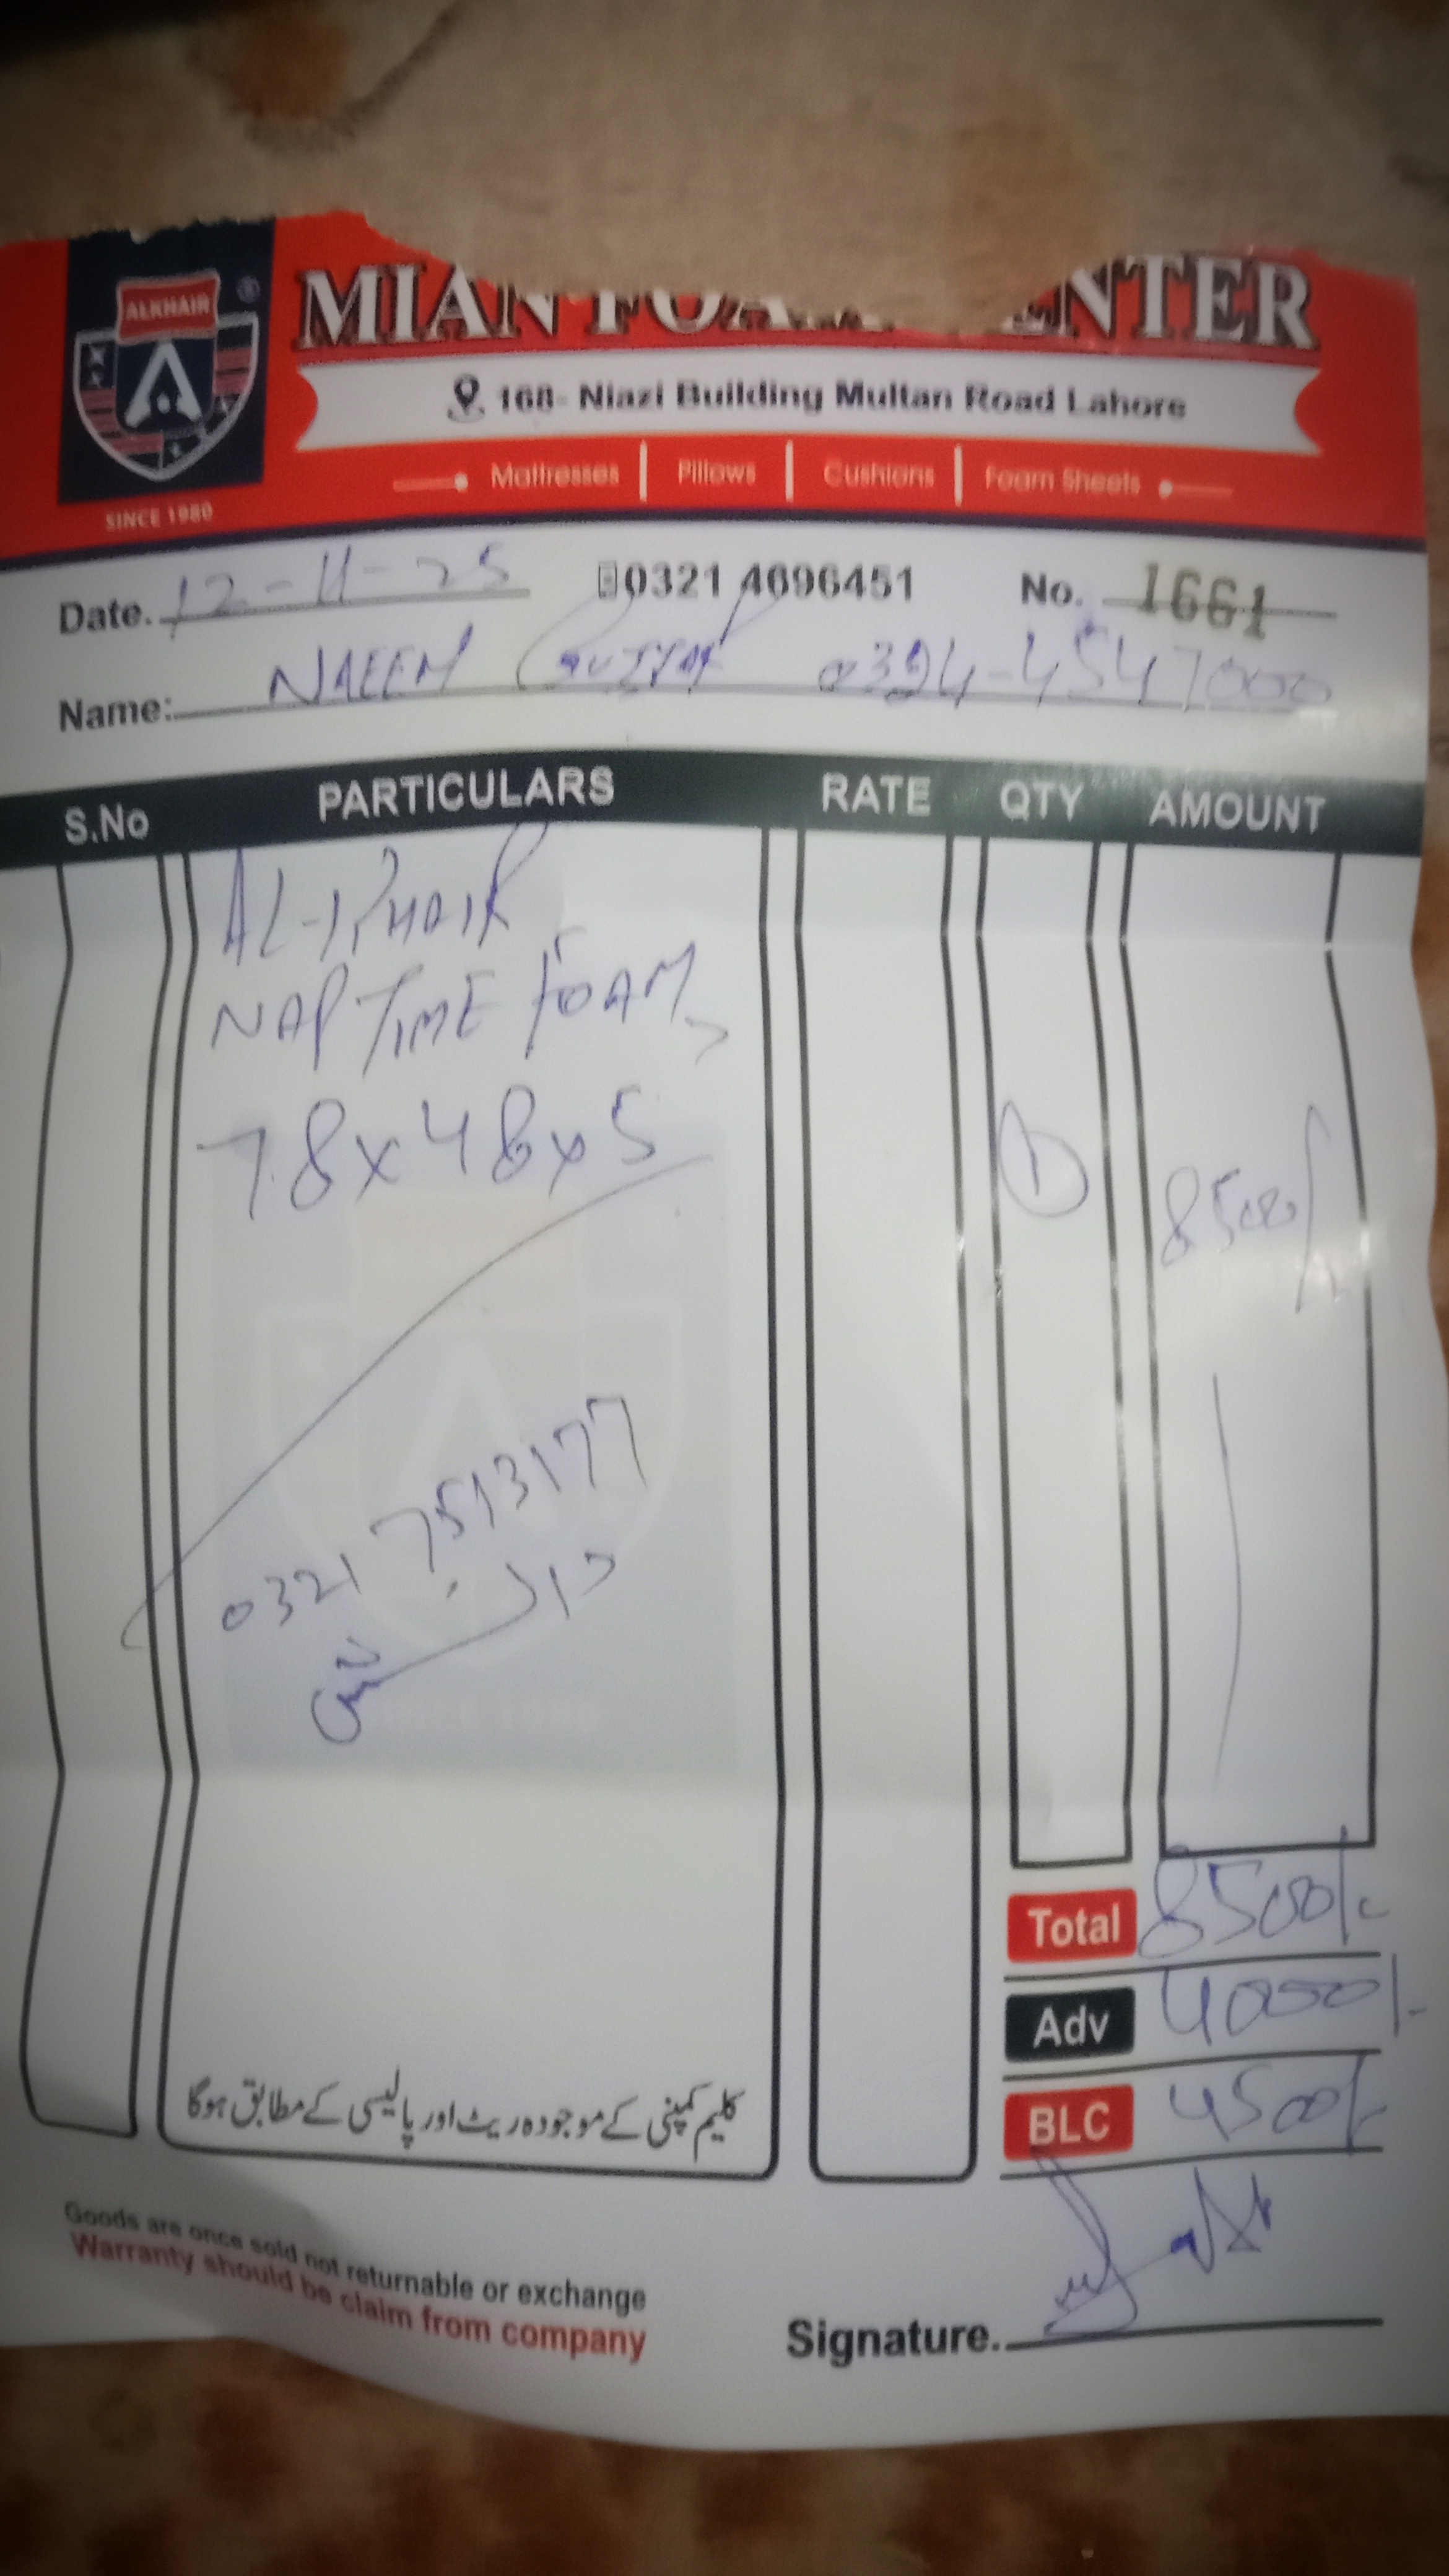 ALKHAIR ®
MIAN FOAM CENTER
168- Niazi Building Multan Road Lahore
Mattresses | Pillows | Cushions | Foam Sheets
SINCE 1980
Date. 12-11-25 0321 4696451 No. 1661
Name: NAEEM 0324-4547000
S.No PARTICULARS RATE QTY AMOUNT
AL-KHAIR
NAP TIME FOAM
78x48x5 1 8500/
0321 7513177
Total 8500/-
Adv 4000/-
BLC 4500/-
کلیم کمپنی کے موجودہ ریٹ اور پالیسی کے مطابق ہوگا
Goods are once sold not returnable or exchange
Warranty should be claim from company
Signature.